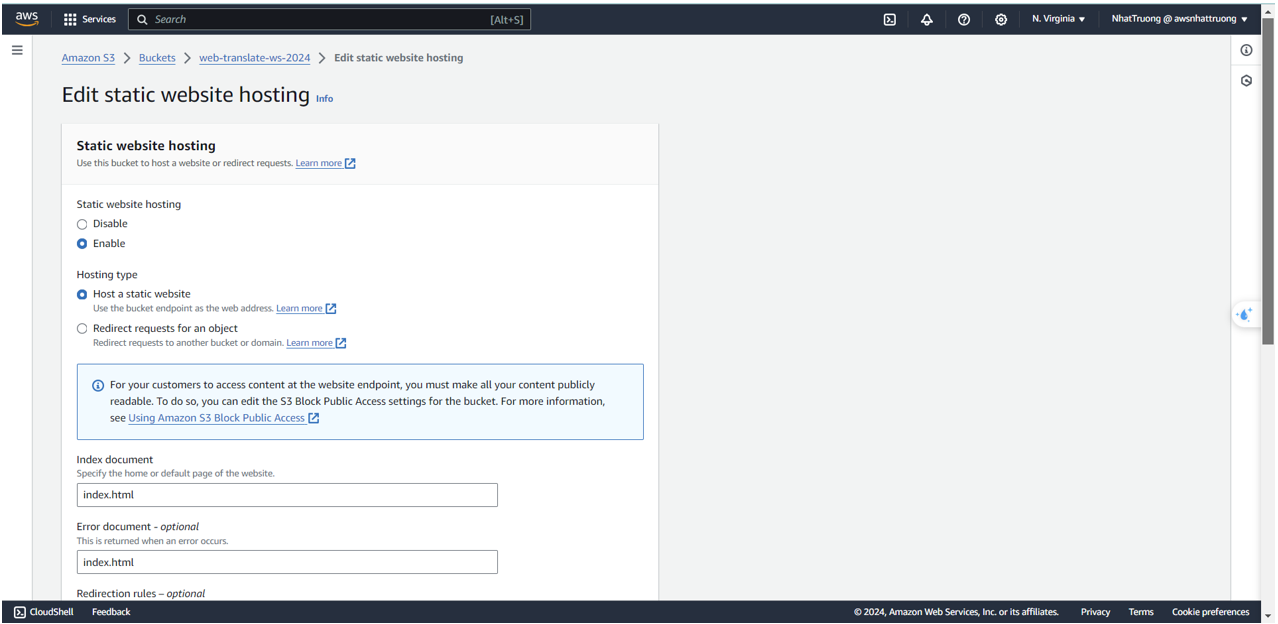 aws
Services
Search [Alt+S]
N. Virginia
NhatTruong @ awsnhattruong
Amazon S3 > Buckets > web-translate-ws-2024 > Edit static website hosting
Edit static website hosting Info
Static website hosting
Use this bucket to host a website or redirect requests. Learn more
Static website hosting
Disable
Enable
Hosting type
Host a static website
Use the bucket endpoint as the web address. Learn more
Redirect requests for an object
Redirect requests to another bucket or domain. Learn more
For your customers to access content at the website endpoint, you must make all your content publicly
readable. To do so, you can edit the S3 Block Public Access settings for the bucket. For more information,
see Using Amazon S3 Block Public Access
Index document
Specify the home or default page of the website.
index.html
Error document - optional
This is returned when an error occurs.
index.html
Redirection rules – optional
CloudShell
Feedback
© 2024, Amazon Web Services, Inc. or its affiliates.
Privacy
Terms
Cookie preferences